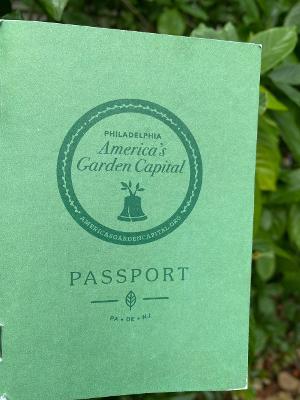 PHILADELPHIA
America's
Garden Capital
AMERICASGARDENCAPITAL.ORG
PASSPORT
PA • DE • NJ